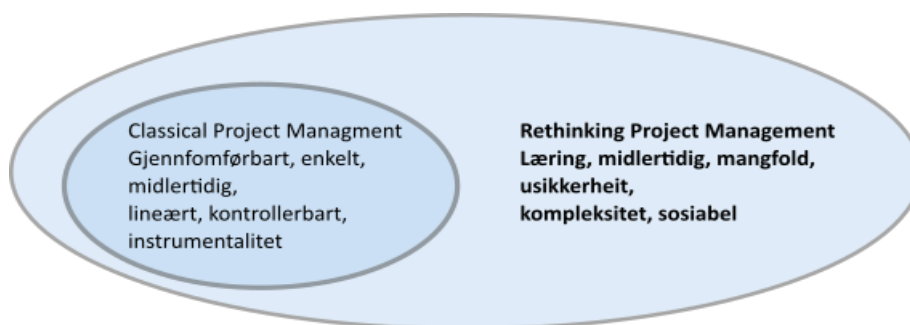 Classical Project Managment
Gjennfomførbart, enkelt,
midlertidig,
lineært, kontrollerbart,
instrumentalitet
Rethinking Project Management
Læring, midlertidig, mangfold,
usikkerheit,
kompleksitet, sosiabel